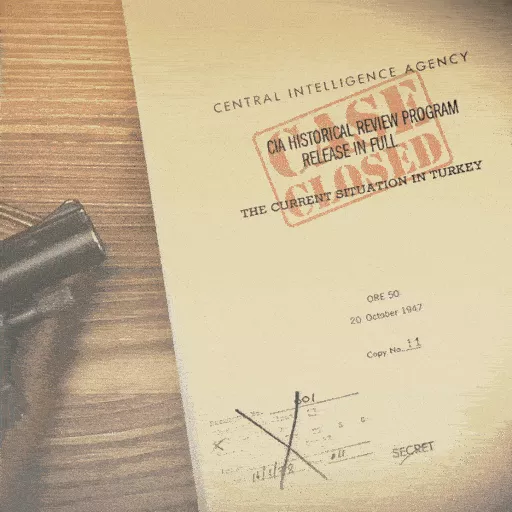 CENTRAL INTELLIGENCE AGENCY
CASE
CLOSED
CIA HISTORICAL REVIEW PROGRAM
RELEASE IN FULL
THE CURRENT SITUATION IN TURKEY
ORE 50
20 October 1947
Copy No. 11
601
SECRET